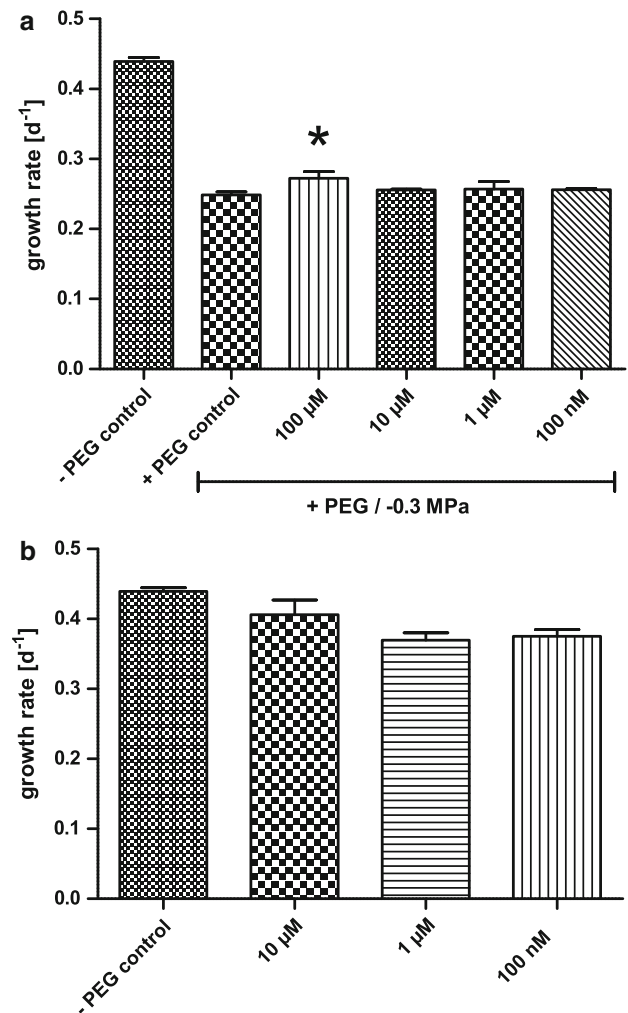 a
growth rate [d-1]
0.5
0.4
0.3
0.2
0.1
0.0
*
- PEG control
+ PEG control
100 µM
10 µM
1 µM
100 nM
+ PEG / -0.3 MPa
b
growth rate [d-1]
0.5
0.4
0.3
0.2
0.1
0.0
- PEG control
10 µM
1 µM
100 nM